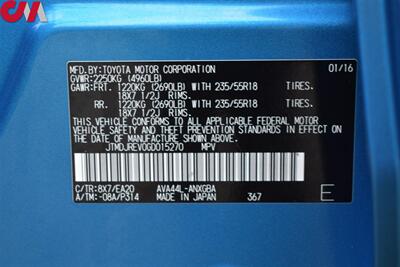 CM
MFD.BY:TOYOTA MOTOR CORPORATION 01/16
GVWR:2250KG (4960LB)
GAWR:FRT. 1220KG (2690LB) WITH 235/55R18 TIRES.
18X7 1/2J RIMS.
RR. 1220KG (2690LB) WITH 235/55R18 TIRES.
18X7 1/2J RIMS.
THIS VEHICLE CONFORMS TO ALL APPLICABLE
FEDERAL MOTOR VEHICLE SAFETY AND
BUMPER STANDARDS IN EFFECT ON THE DATE
OF MANUFACTURE SHOWN ABOVE.
JTMDJREV0GD015270 MPV
C/TR:8X7/EA20 AVA44L-ANXGBA
A/TM:-08A/P314 MADE IN JAPAN 367 E